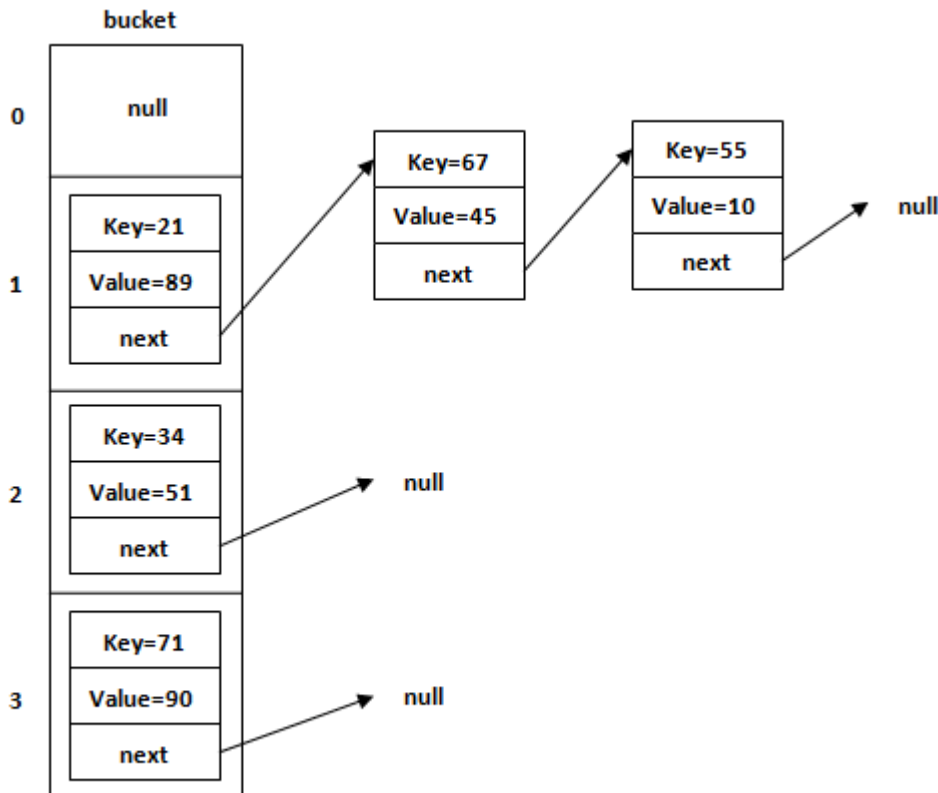 bucket
0
null
1
Key=21
Value=89
next
Key=67
Value=45
next
Key=55
Value=10
next
null
2
Key=34
Value=51
next
null
3
Key=71
Value=90
next
null